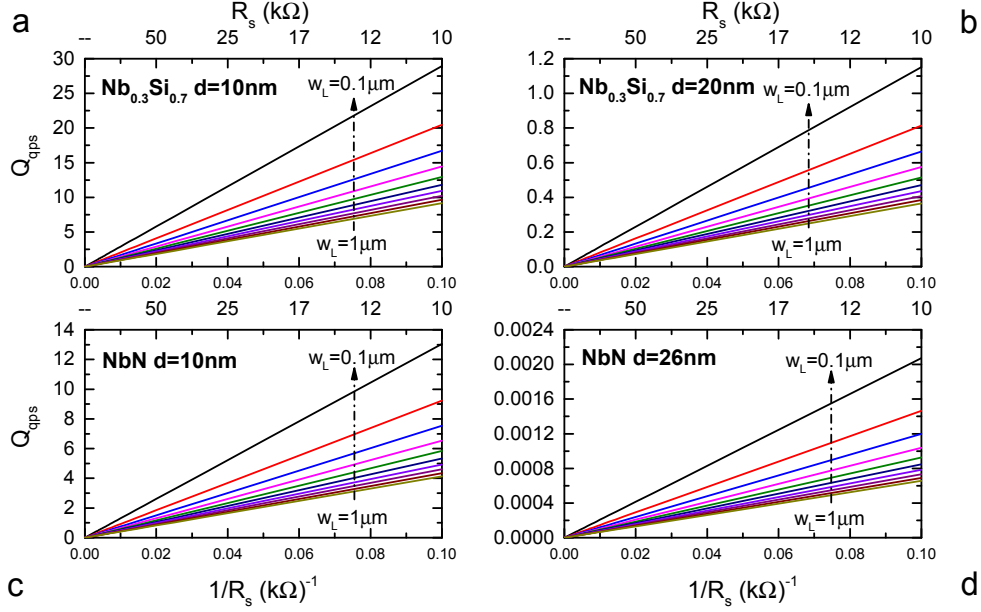 a
b
R_s (kΩ)
R_s (kΩ)
-- 50 25 17 12 10
-- 50 25 17 12 10
30
25
20
15
10
5
0
Q_qps
Nb_0.3Si_0.7 d=10nm
w_L=0.1μm
w_L=1μm
0.00 0.02 0.04 0.06 0.08 0.10
1.2
1.0
0.8
0.6
0.4
0.2
0.0
Nb_0.3Si_0.7 d=20nm
w_L=0.1μm
w_L=1μm
0.00 0.02 0.04 0.06 0.08 0.10
-- 50 25 17 12 10
-- 50 25 17 12 10
14
12
10
8
6
4
2
0
Q_qps
NbN d=10nm
w_L=0.1μm
w_L=1μm
0.00 0.02 0.04 0.06 0.08 0.10
1/R_s (kΩ)^-1
0.0024
0.0020
0.0016
0.0012
0.0008
0.0004
0.0000
NbN d=26nm
w_L=0.1μm
w_L=1μm
0.00 0.02 0.04 0.06 0.08 0.10
1/R_s (kΩ)^-1
c
d